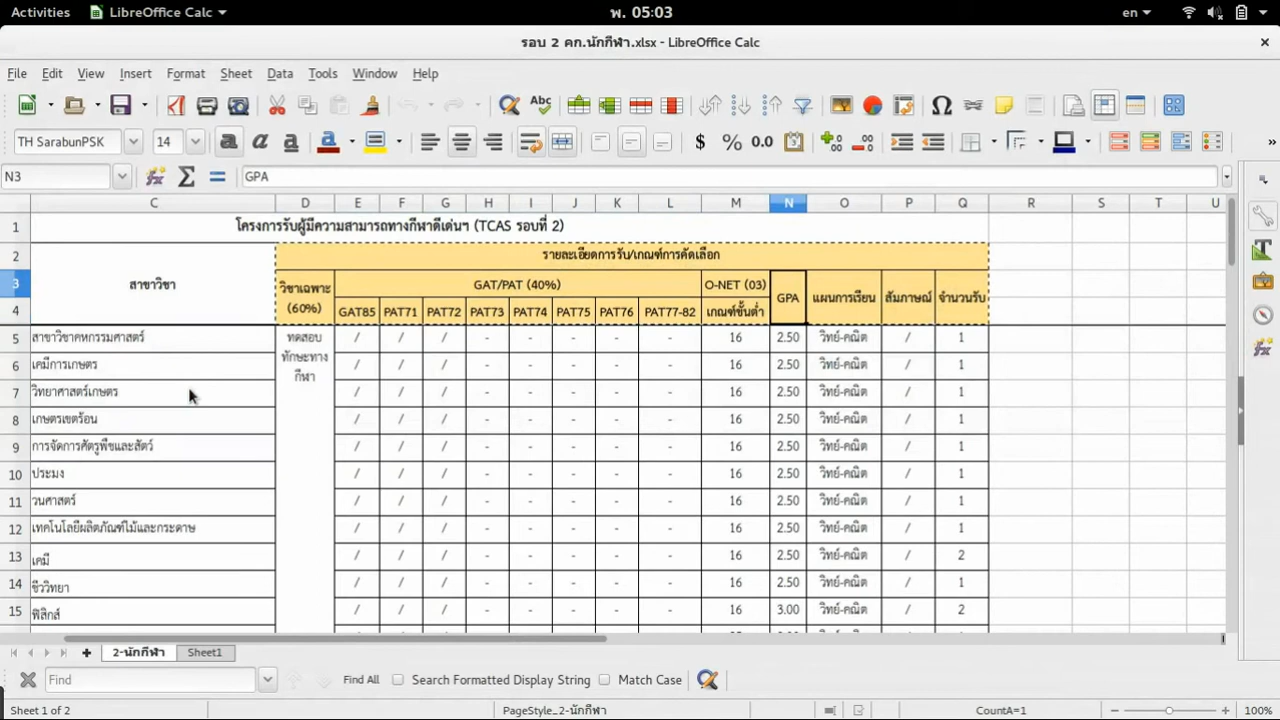 Activities LibreOffice Calc พ. 05:03 en
รอบ 2 คก.นักกีฬา.xlsx - LibreOffice Calc
File Edit View Insert Format Sheet Data Tools Window Help
TH SarabunPSK 14
N3 GPA
C D E F G H I J K L M N O P Q R S T U
1 โครงการรับผู้มีความสามารถทางกีฬาดีเด่นฯ (TCAS รอบที่ 2)
2 รายละเอียดการรับ/เกณฑ์การคัดเลือก
3 สาขาวิชา วิชาเฉพาะ (60%) GAT/PAT (40%) O-NET (03) GPA แผนการเรียน สัมภาษณ์ จำนวนรับ
4 GAT85 PAT71 PAT72 PAT73 PAT74 PAT75 PAT76 PAT77-82 เกณฑ์ขั้นต่ำ
5 สาขาวิชาคหกรรมศาสตร์ ทดสอบ ทักษะทาง กีฬา / / / - - - - - 16 2.50 วิทย์-คณิต / 1
6 เคมีการเกษตร / / / - - - - - 16 2.50 วิทย์-คณิต / 1
7 วิทยาศาสตร์เกษตร / / / - - - - - 16 2.50 วิทย์-คณิต / 1
8 เกษตรเขตร้อน / / / - - - - - 16 2.50 วิทย์-คณิต / 1
9 การจัดการศัตรูพืชและสัตว์ / / / - - - - - 16 2.50 วิทย์-คณิต / 1
10 ประมง / / / - - - - - 16 2.50 วิทย์-คณิต / 1
11 วนศาสตร์ / / / - - - - - 16 2.50 วิทย์-คณิต / 1
12 เทคโนโลยีผลิตภัณฑ์ไม้และกระดาษ / / / - - - - - 16 2.50 วิทย์-คณิต / 1
13 เคมี / / / - - - - - 16 2.50 วิทย์-คณิต / 2
14 ชีววิทยา / / / - - - - - 16 2.50 วิทย์-คณิต / 1
15 ฟิสิกส์ / / / - - - - - 16 3.00 วิทย์-คณิต / 2
2-นักกีฬา Sheet1
Find Find All Search Formatted Display String Match Case
Sheet 1 of 2 PageStyle_2-นักกีฬา CountA=1 100%